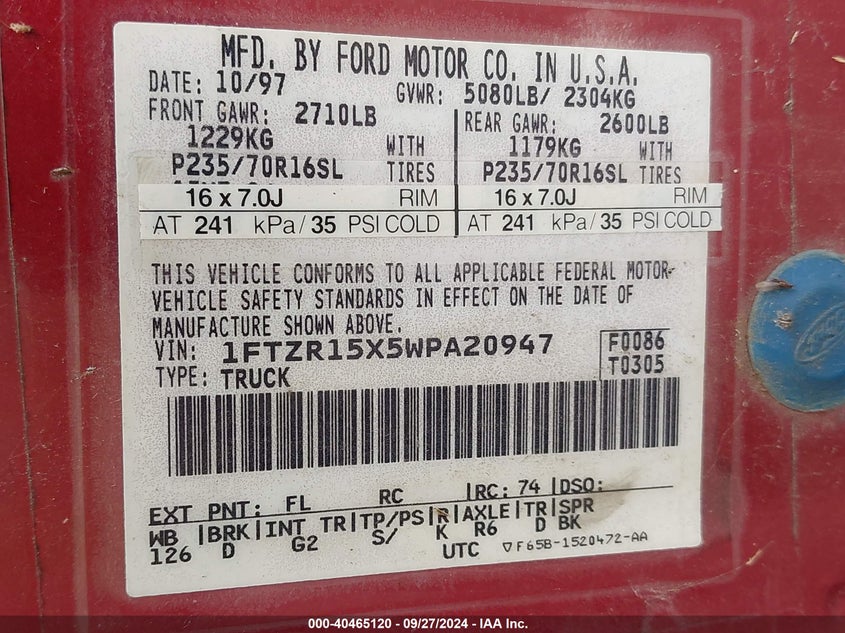 MFD. BY FORD MOTOR CO. IN U.S.A.
DATE: 10/97 GVWR: 5080LB/ 2304KG
FRONT GAWR: 2710LB REAR GAWR: 2600LB
1229KG WITH 1179KG WITH
P235/70R16SL TIRES P235/70R16SL TIRES
16 x 7.0J RIM 16 x 7.0J RIM
AT 241 kPa/ 35 PSI COLD AT 241 kPa/ 35 PSI COLD
THIS VEHICLE CONFORMS TO ALL APPLICABLE FEDERAL MOTOR-
VEHICLE SAFETY STANDARDS IN EFFECT ON THE DATE OF
MANUFACTURE SHOWN ABOVE.
VIN: 1FTZR15X5WPA20947 F0086
TYPE: TRUCK T0305
EXT PNT: FL RC RC: 74 DSO:
WB BRK INT TR TP/PS R AXLE TR SPR
126 D G2 S/ K R6 D BK
UTC F65B-1520472-AA
Ford
000-40465120 - 09/27/2024 - IAA Inc.